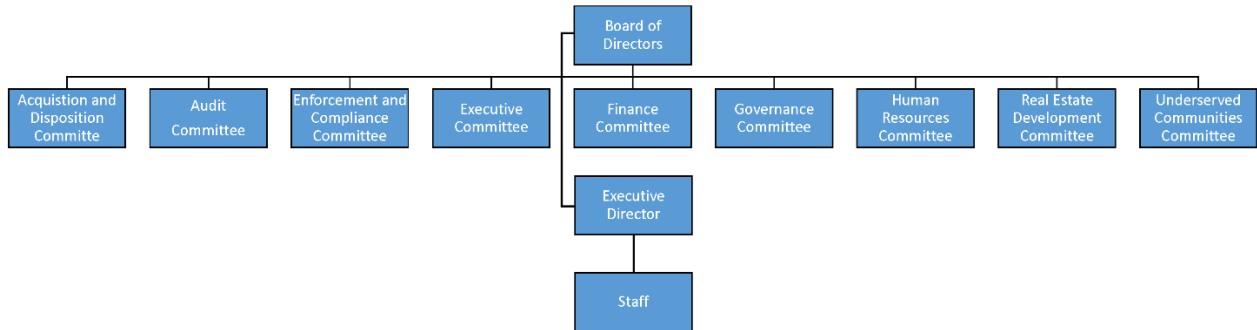 Board of
Directors
Acquistion and
Disposition
Committe
Audit
Committee
Enforcement and
Compliance
Committee
Executive
Committee
Finance
Committee
Governance
Committee
Human
Resources
Committee
Real Estate
Development
Committee
Underserved
Communities
Committee
Executive
Director
Staff